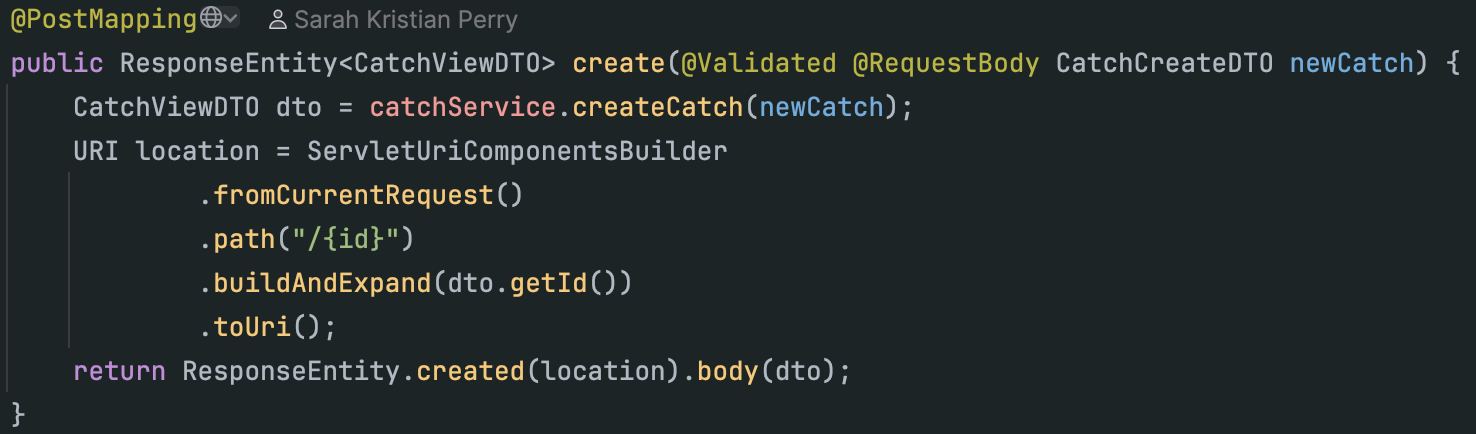 @PostMapping Sarah Kristian Perry
public ResponseEntity<CatchViewDTO> create(@Validated @RequestBody CatchCreateDTO newCatch) {
    CatchViewDTO dto = catchService.createCatch(newCatch);
    URI location = ServletUriComponentsBuilder
            .fromCurrentRequest()
            .path("/{id}")
            .buildAndExpand(dto.getId())
            .toUri();
    return ResponseEntity.created(location).body(dto);
}